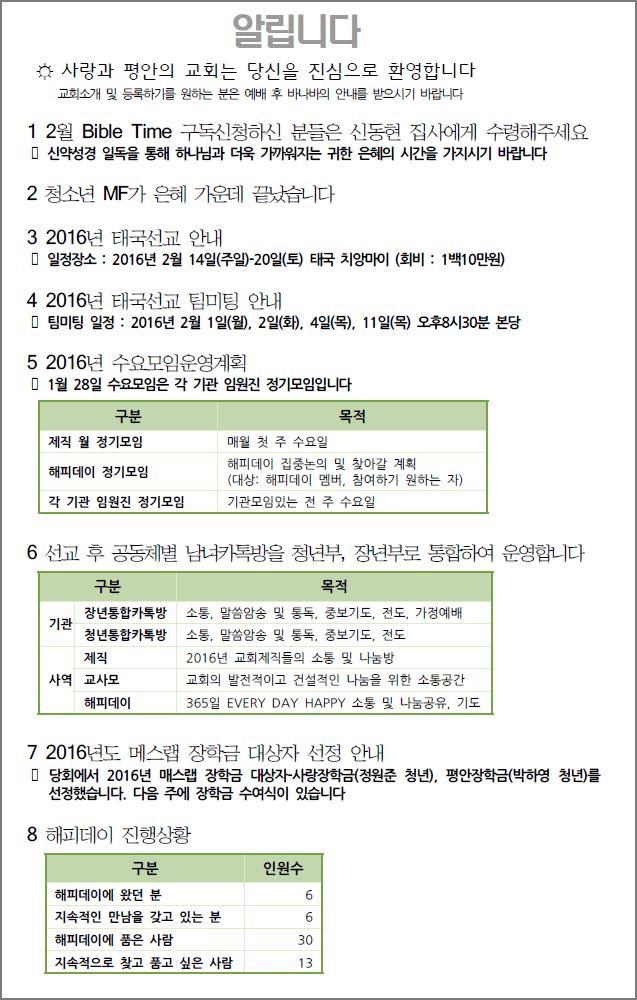 알립니다
☼ 사랑과 평안의 교회는 당신을 진심으로 환영합니다
교회소개 및 등록하기를 원하는 분은 예배 후 바나바의 안내를 받으시기 바랍니다
1 2월 Bible Time 구독신청하신 분들은 신동현 집사에게 수령해주세요
▯ 신약성경 일독을 통해 하나님과 더욱 가까워지는 귀한 은혜의 시간을 가지시기 바랍니다
2 청소년 MF가 은혜 가운데 끝났습니다
3 2016년 태국선교 안내
▯ 일정장소 : 2016년 2월 14일(주일)-20일(토) 태국 치앙마이 (회비 : 1백10만원)
4 2016년 태국선교 팀미팅 안내
▯ 팀미팅 일정 : 2016년 2월 1일(월), 2일(화), 4일(목), 11일(목) 오후8시30분 본당
5 2016년 수요모임운영계획
▯ 1월 28일 수요모임은 각 기관 임원진 정기모임입니다
구분 목적
제직 월 정기모임 매월 첫 주 수요일
해피데이 정기모임 해피데이 집중논의 및 찾아갈 계획
(대상: 해피데이 멤버, 참여하기 원하는 자)
각 기관 임원진 정기모임 기관모임있는 전 주 수요일
6 선교 후 공동체별 남녀카톡방을 청년부, 장년부로 통합하여 운영합니다
구분 목적
기관 장년통합카톡방 소통, 말씀암송 및 통독, 중보기도, 전도, 가정예배
청년통합카톡방 소통, 말씀암송 및 통독, 중보기도, 전도
사역 제직 2016년 교회제직들의 소통 및 나눔방
교사모 교회의 발전적이고 건설적인 나눔을 위한 소통공간
해피데이 365일 EVERY DAY HAPPY 소통 및 나눔공유, 기도
7 2016년도 메스랩 장학금 대상자 선정 안내
▯ 당회에서 2016년 매스랩 장학금 대상자-사랑장학금(정원준 청년), 평안장학금(박하영 청년)를
선정했습니다. 다음 주에 장학금 수여식이 있습니다
8 해피데이 진행상황
구분 인원수
해피데이에 왔던 분 6
지속적인 만남을 갖고 있는 분 6
해피데이에 품은 사람 30
지속적으로 찾고 품고 싶은 사람 13